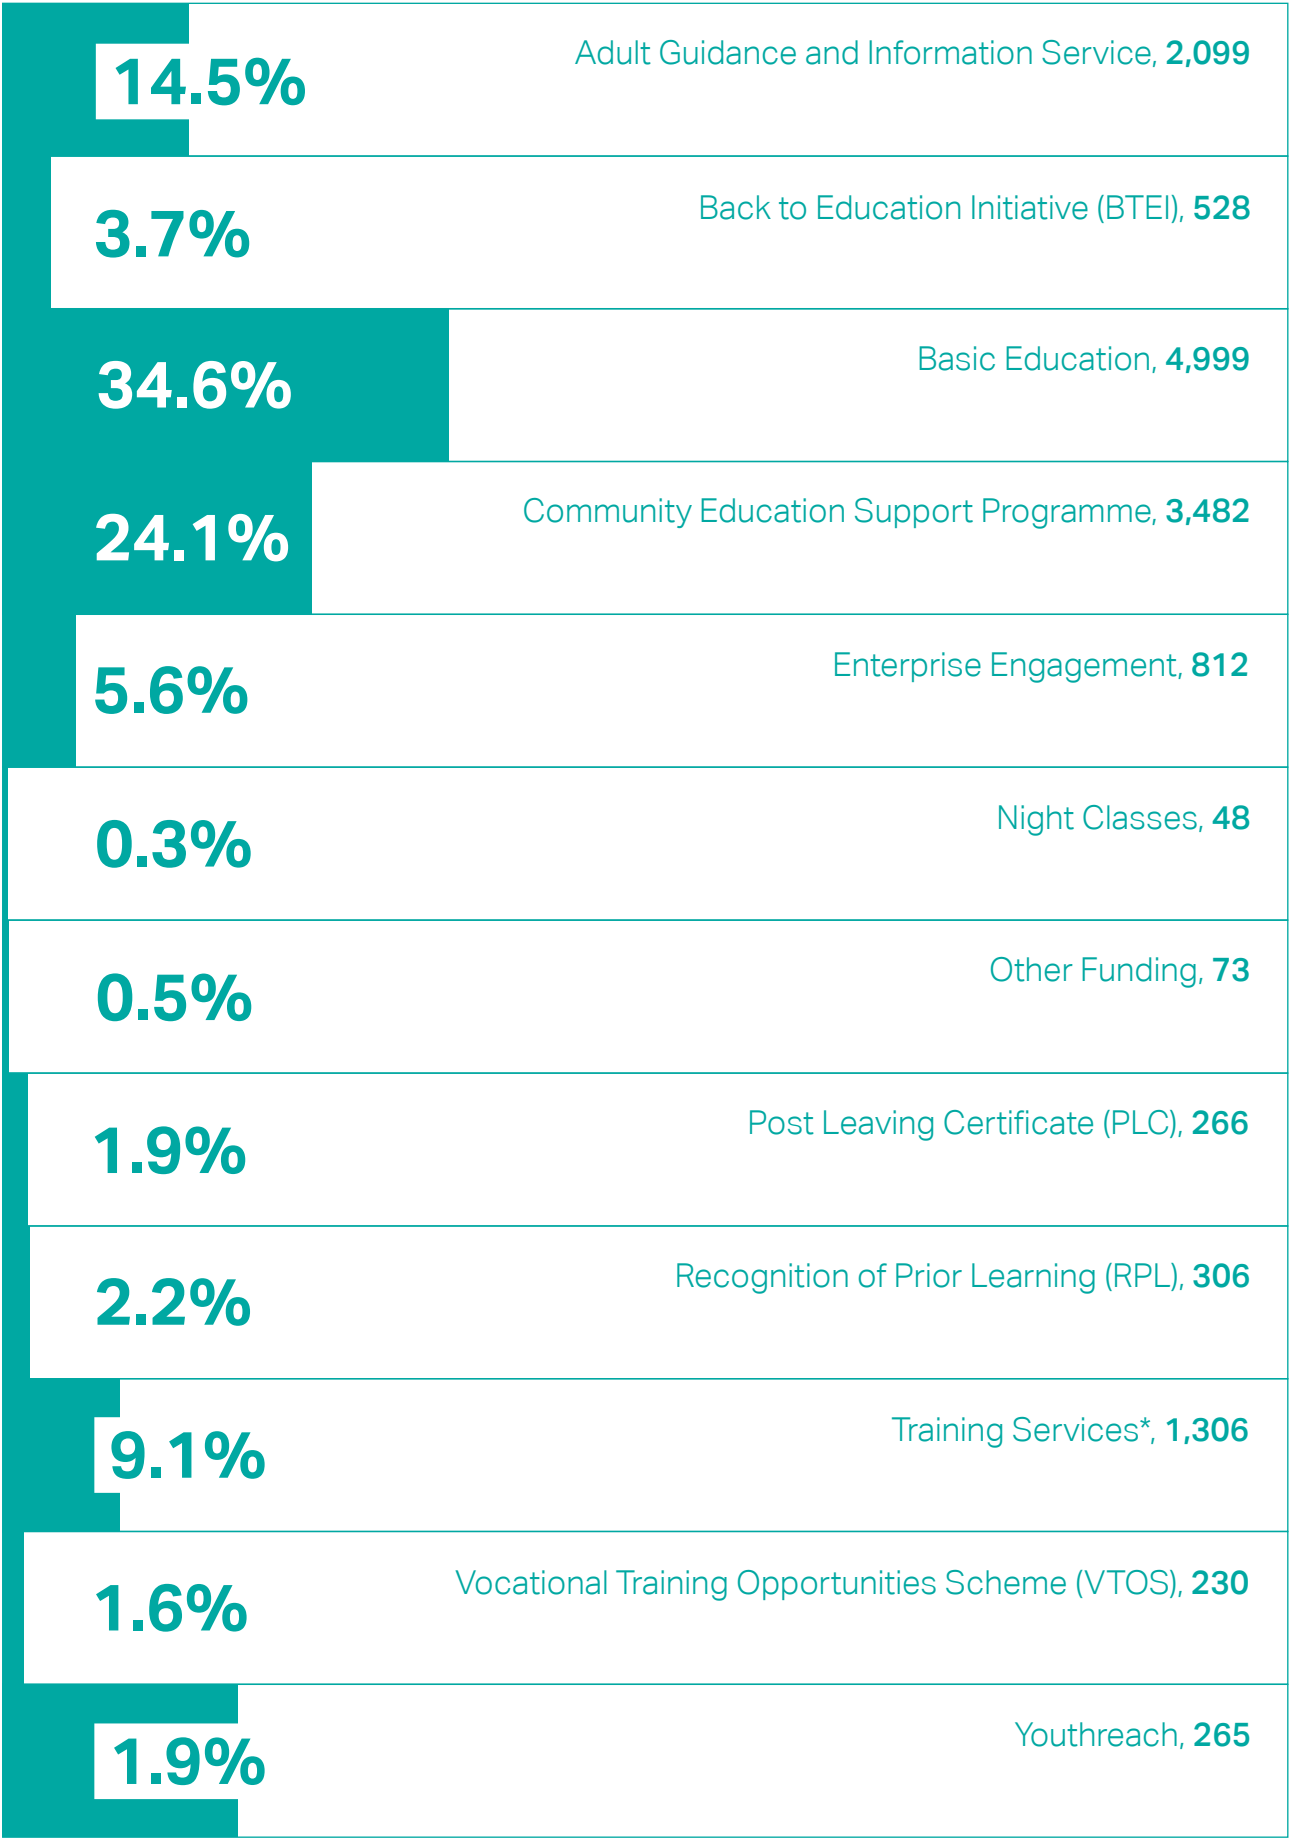 Adult Guidance and Information Service, 2,099
14.5%
Back to Education Initiative (BTEI), 528
3.7%
Basic Education, 4,999
34.6%
Community Education Support Programme, 3,482
24.1%
Enterprise Engagement, 812
5.6%
Night Classes, 48
0.3%
Other Funding, 73
0.5%
Post Leaving Certificate (PLC), 266
1.9%
Recognition of Prior Learning (RPL), 306
2.2%
Training Services*, 1,306
9.1%
Vocational Training Opportunities Scheme (VTOS), 230
1.6%
Youthreach, 265
1.9%